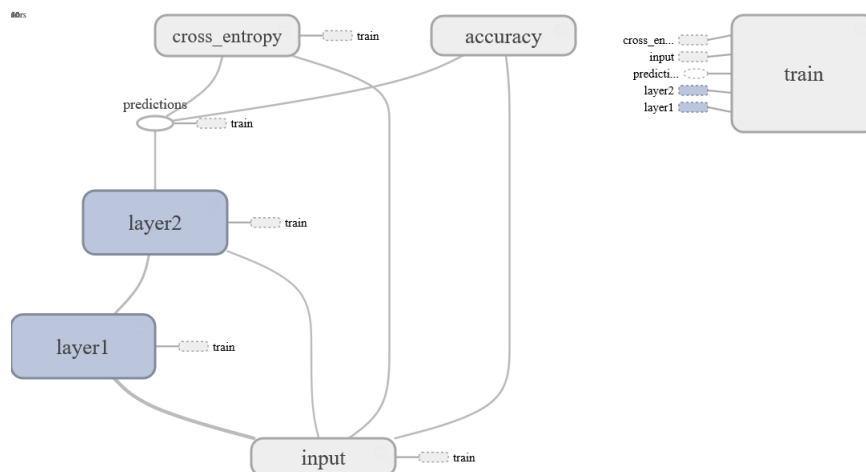 cross_entropy
train
accuracy
cross_en...
input
predicti...
layer2
layer1
train
predictions
train
layer2
train
layer1
train
input
train